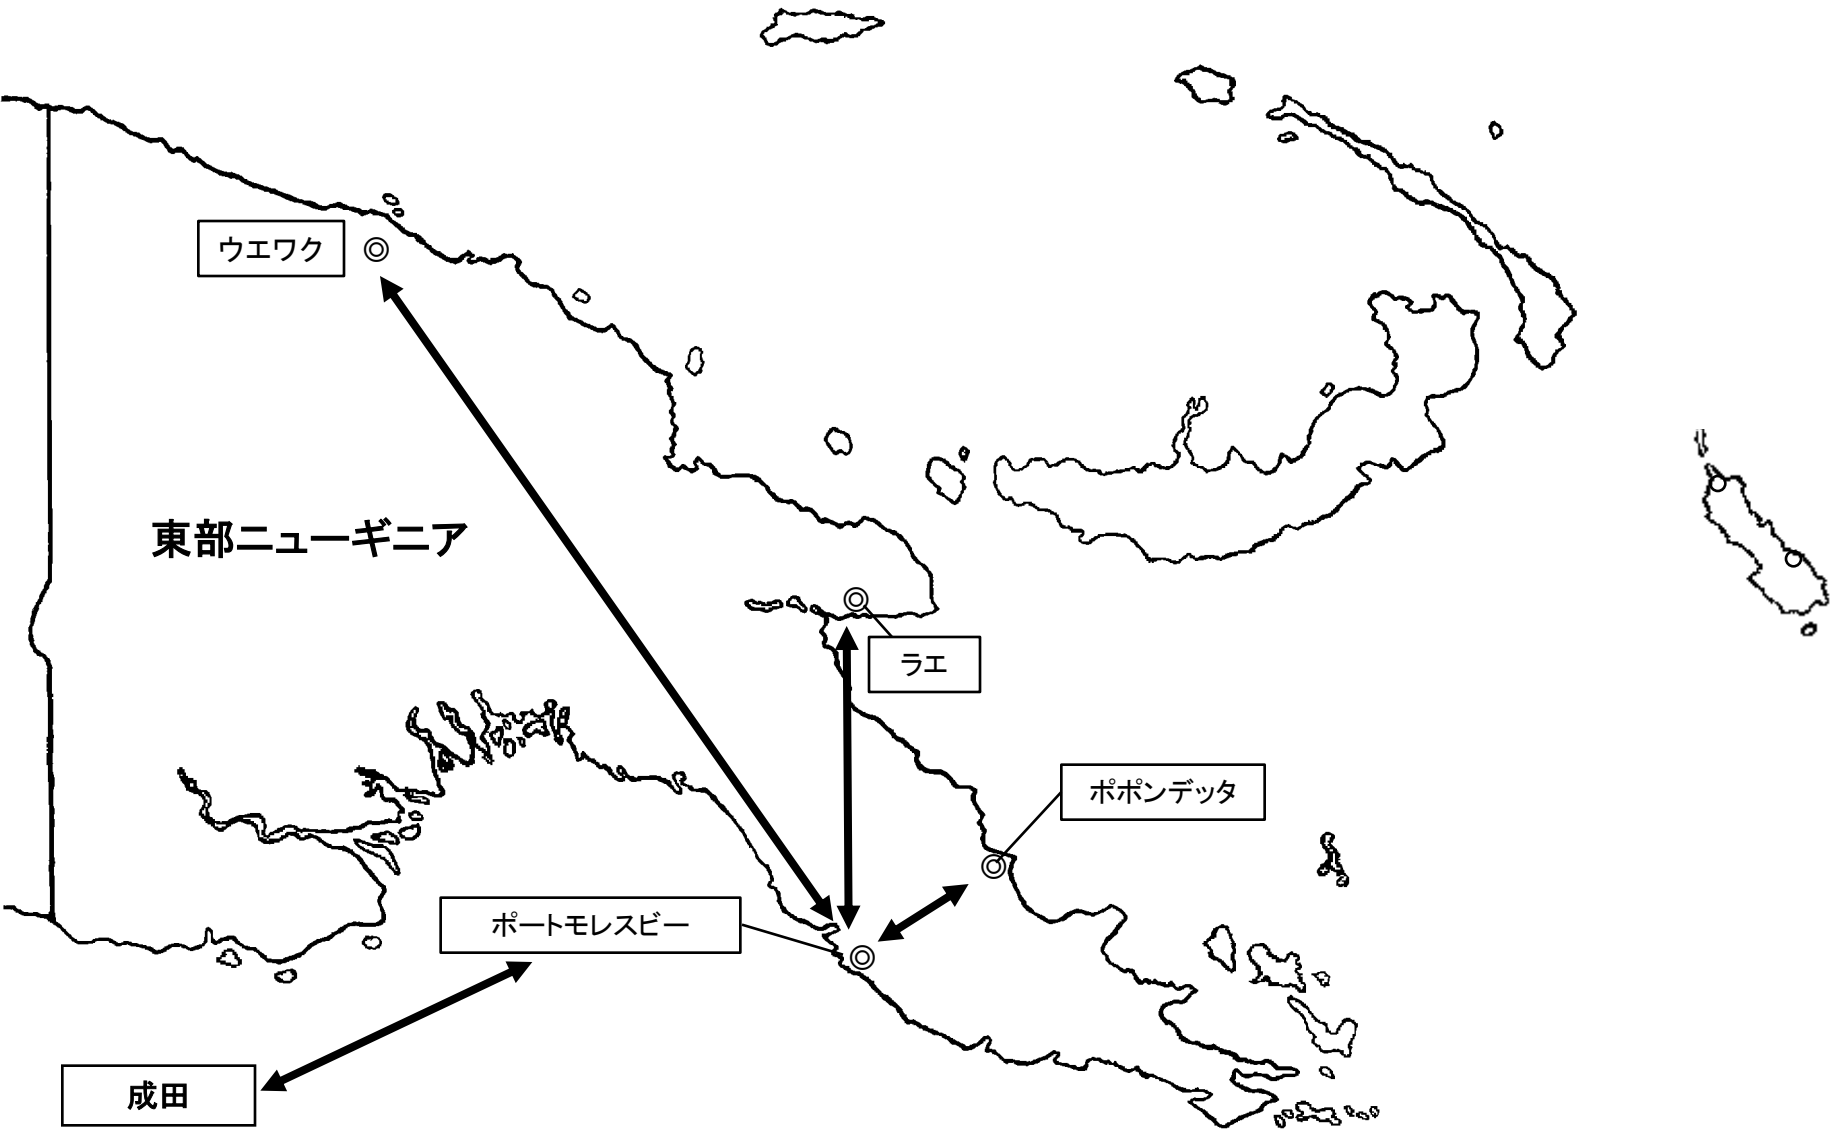 ウエワク
東部ニューギニア
ラエ
ポポンデッタ
ポートモレスビー
成田